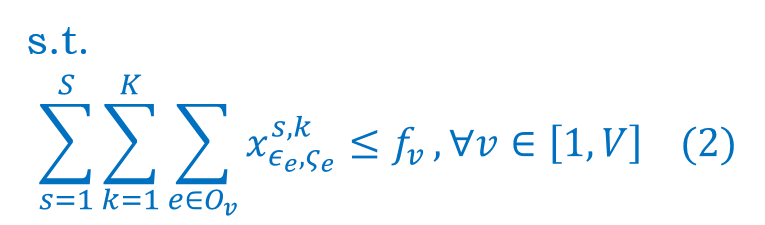 s.t.
∑_{s=1}^{S} ∑_{k=1}^{K} ∑_{e∈O_v} x_{ϵ_e,ς_e}^{s,k} ≤ f_v, ∀v ∈ [1, V] (2)